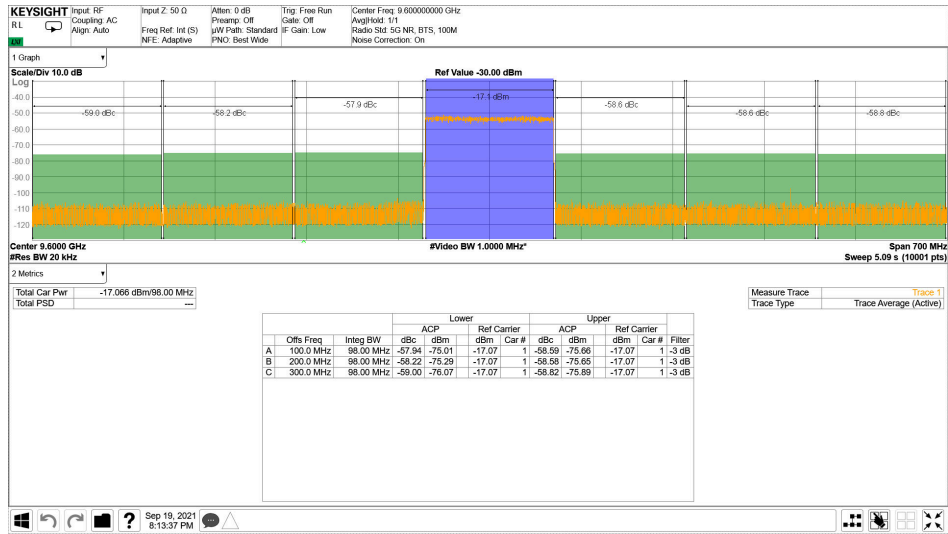 KEYSIGHT Input: RF Input Z: 50 Ω Atten: 0 dB Trig: Free Run Center Freq: 9.600000000 GHz
R L Coupling: AC Preamp: Off Gate: Off Avg|Hold: 1/1
Align: Auto Freq Ref: Int (S) µW Path: Standard IF Gain: Low Radio Std: 5G NR, BTS, 100M
NFE: Adaptive PNO: Best Wide Noise Correction: On
1 Graph
Scale/Div 10.0 dB Ref Value -30.00 dBm
Log
-40.0
-50.0
-60.0
-70.0
-80.0
-90.0
-100
-110
-120
-59.0 dBc -58.2 dBc -57.9 dBc -17.1 dBm -58.6 dBc -58.6 dBc -58.8 dBc
Center 9.6000 GHz #Video BW 1.0000 MHz* Span 700 MHz
#Res BW 20 kHz Sweep 5.09 s (10001 pts)
2 Metrics
Total Car Pwr -17.066 dBm/98.00 MHz Measure Trace Trace 1
Total PSD --- Trace Type Trace Average (Active)
Lower Upper
ACP Ref Carrier ACP Ref Carrier
Offs Freq Integ BW dBc dBm dBm Car # dBc dBm dBm Car # Filter
A 100.0 MHz 98.00 MHz -57.94 -75.01 -17.07 1 -58.59 -75.66 -17.07 1 -3 dB
B 200.0 MHz 98.00 MHz -58.22 -75.29 -17.07 1 -58.58 -75.65 -17.07 1 -3 dB
C 300.0 MHz 98.00 MHz -59.00 -76.07 -17.07 1 -58.82 -75.89 -17.07 1 -3 dB
? Sep 19, 2021
8:13:37 PM